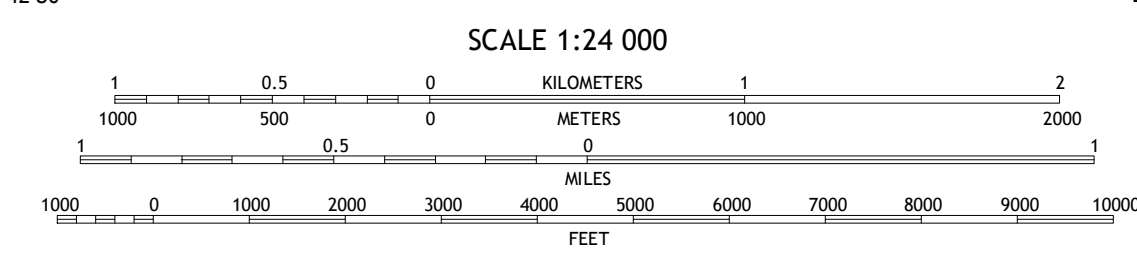 SCALE 1:24 000
1 0.5 0 KILOMETERS 1 2
1000 500 0 METERS 1000 2000
1 0.5 0 1
MILES
1000 0 1000 2000 3000 4000 5000 6000 7000 8000 9000 10000
FEET